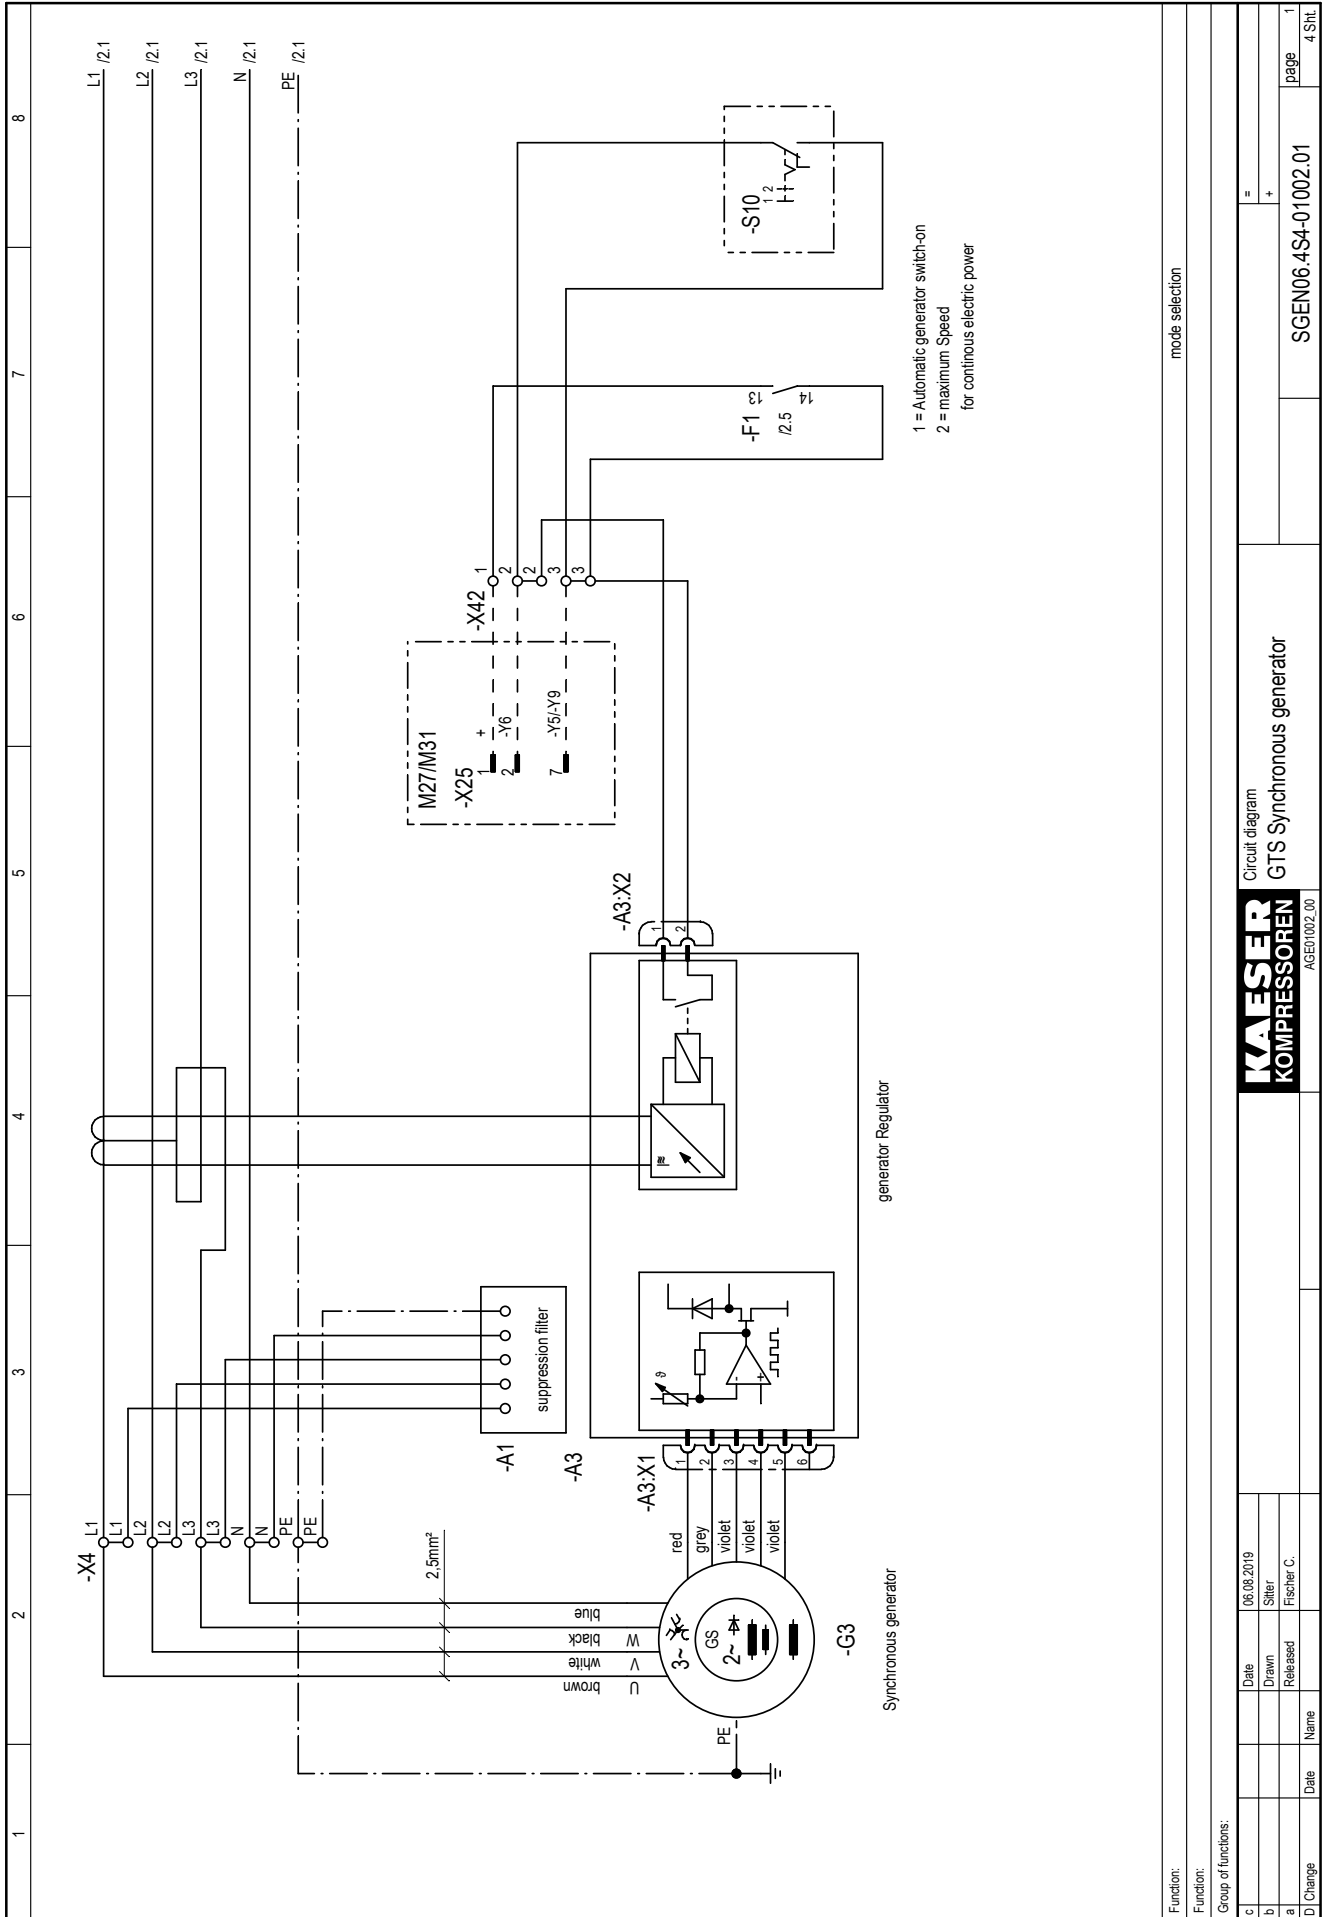 1 2 3 4 5 6 7 8
L1 /2.1
L2 /2.1
L3 /2.1
N /2.1
PE /2.1
-X4
L1
L1
L2
L2
L3
L3
N
N
PE
PE
2,5mm²
U brown
V white
W black
blue
3~
GS
2~
-G3
PE
Synchronous generator
red
grey
violet
violet
violet
-A1
suppression filter
-A3
-A3:X1
1
2
3
4
5
6
ϑ
-
+
generator Regulator
-A3:X2
1
2
M27/M31
-X25
1 +
2 -Y6
7 -Y5/-Y9
-X42
1
2
2
3
3
-F1
/2.5
13
14
-S10
1 2
1 = Automatic generator switch-on
2 = maximum Speed
for continous electric power
Function: mode selection
Function:
Group of functions:
c
b
a
D Change Date Name
Date 06.08.2019
Drawn Sitter
Released Fischer C.
KAESER
KOMPRESSOREN
AGE01002_00
Circuit diagram
GTS Synchronous generator
=
+
SGEN06.4S4-01002.01
page 1
4 Sht.